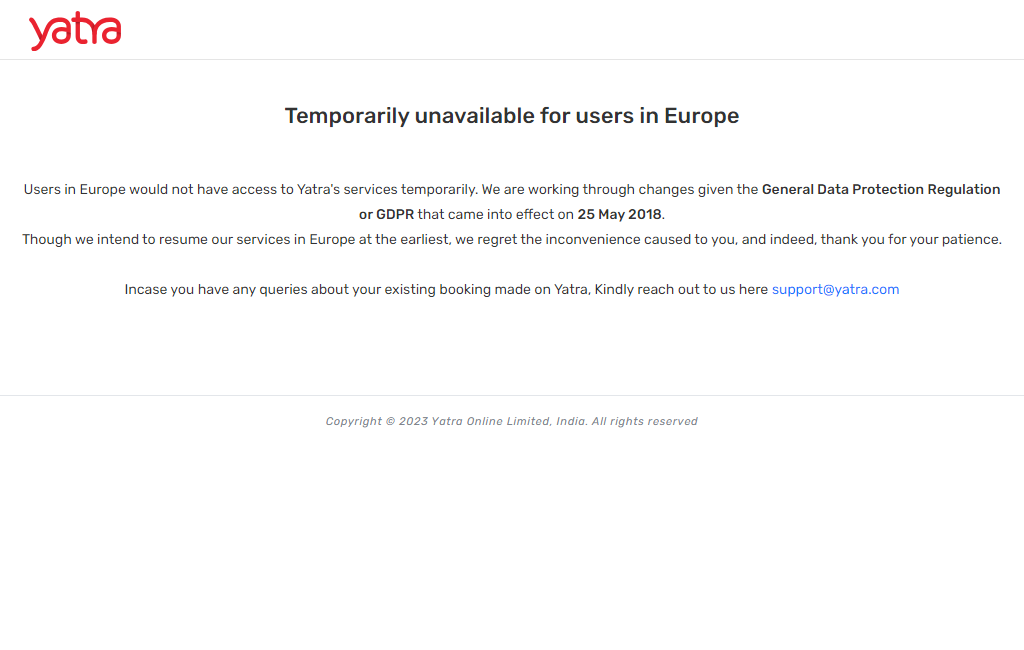 yatra
Temporarily unavailable for users in Europe
Users in Europe would not have access to Yatra's services temporarily. We are working through changes given the General Data Protection Regulation
or GDPR that came into effect on 25 May 2018.
Though we intend to resume our services in Europe at the earliest, we regret the inconvenience caused to you, and indeed, thank you for your patience.
Incase you have any queries about your existing booking made on Yatra, Kindly reach out to us here support@yatra.com
Copyright © 2023 Yatra Online Limited, India. All rights reserved